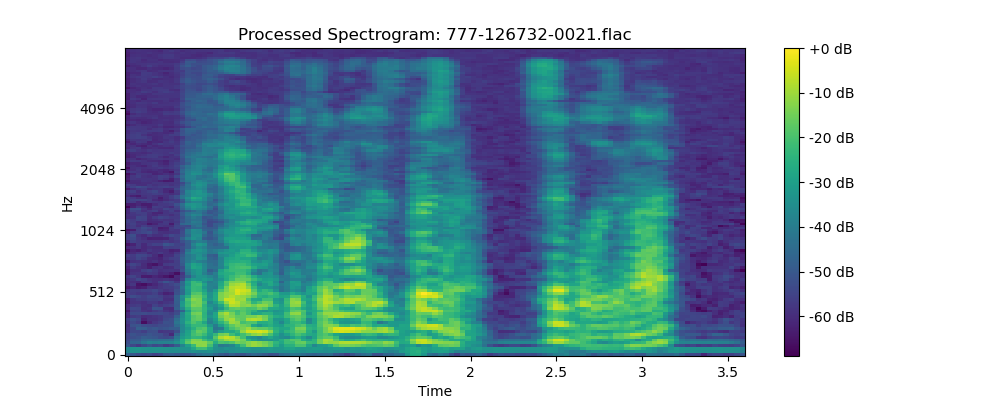 Processed Spectrogram: 777-126732-0021.flac
Hz
4096
2048
1024
512
0
0 0.5 1 1.5 2 2.5 3 3.5
Time
+0 dB
-10 dB
-20 dB
-30 dB
-40 dB
-50 dB
-60 dB